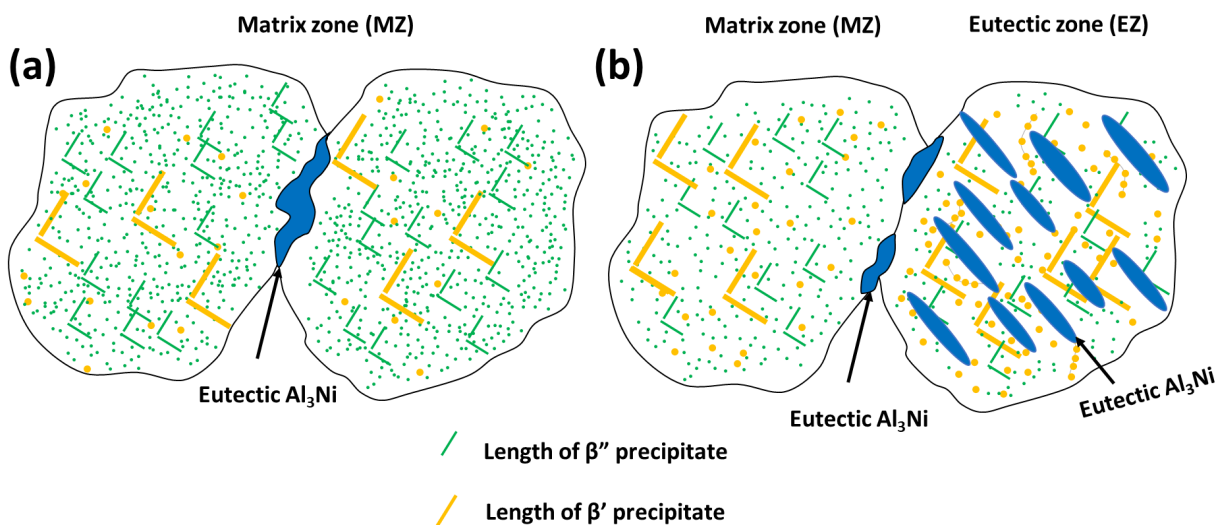 Matrix zone (MZ)
Matrix zone (MZ)
Eutectic zone (EZ)
(a)
(b)
Eutectic Al₃Ni
Eutectic Al₃Ni
Eutectic Al₃Ni
Length of β” precipitate
Length of β’ precipitate